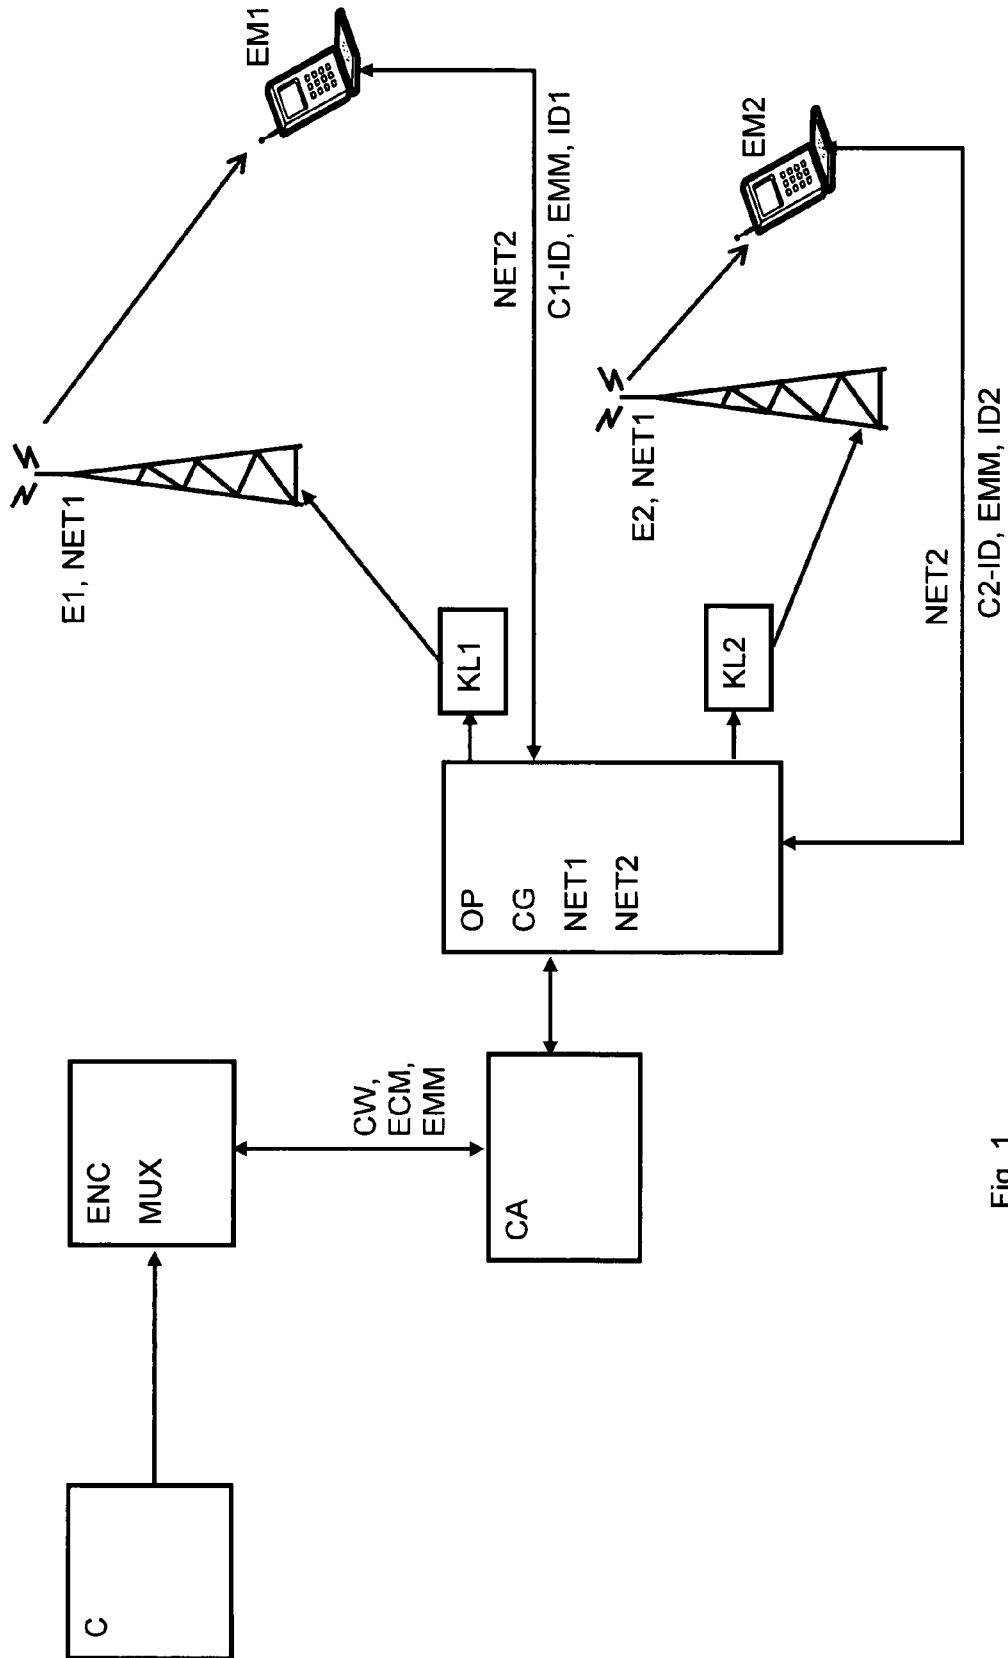 C
ENC
MUX
CW,
ECM,
EMM
CA
OP
CG
NET1
NET2
KL1
KL2
E1, NET1
E2, NET1
EM1
EM2
NET2
C1-ID, EMM, ID1
NET2
C2-ID, EMM, ID2
Fig. 1